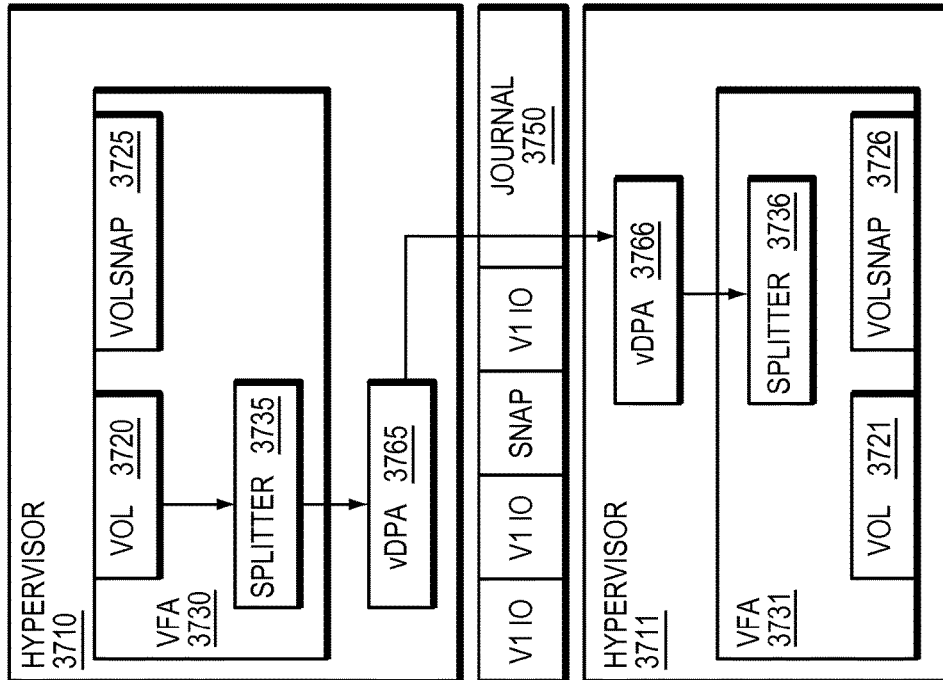 HYPERVISOR
3710
VFA
3730
VOL 3720
VOLSNAP 3725
SPLITTER 3735
vDPA 3765
V1 IO
V1 IO
SNAP
V1 IO
JOURNAL
3750
HYPERVISOR
3711
vDPA 3766
VFA
3731
SPLITTER 3736
VOL 3721
VOLSNAP 3726